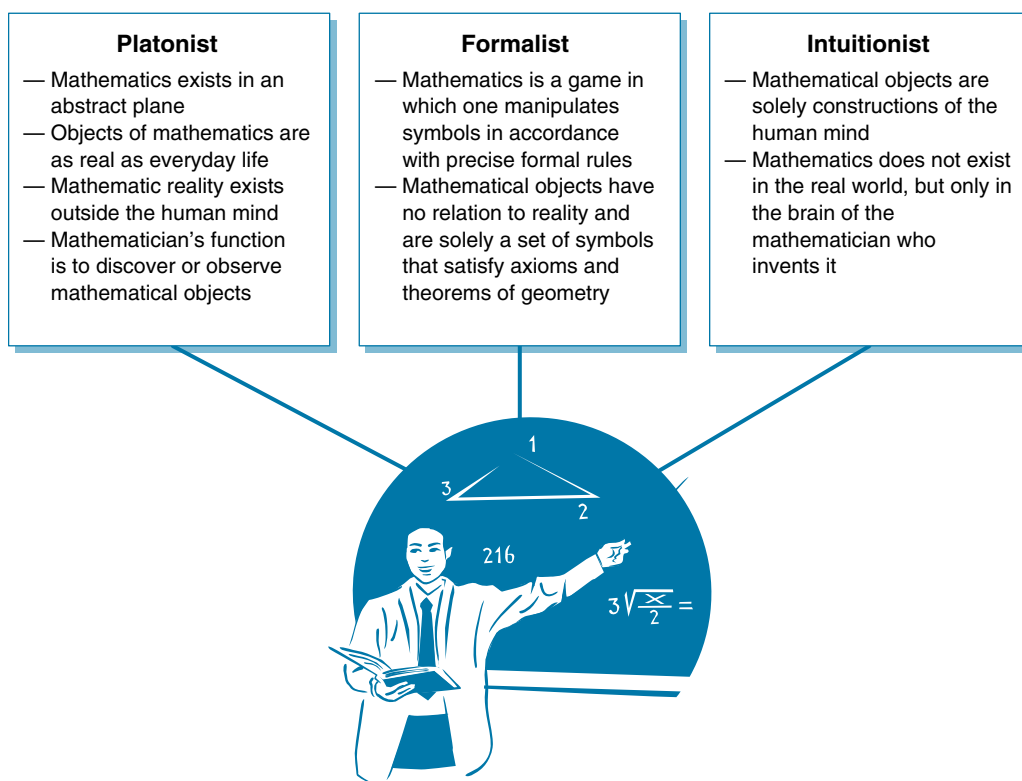 Platonist
— Mathematics exists in an
abstract plane
— Objects of mathematics are
as real as everyday life
— Mathematic reality exists
outside the human mind
— Mathematician's function
is to discover or observe
mathematical objects
Formalist
— Mathematics is a game in
which one manipulates
symbols in accordance
with precise formal rules
— Mathematical objects have
no relation to reality and
are solely a set of symbols
that satisfy axioms and
theorems of geometry
Intuitionist
— Mathematical objects are
solely constructions of the
human mind
— Mathematics does not exist
in the real world, but only in
the brain of the
mathematician who
invents it
1
3
2
216
3√x/2 =